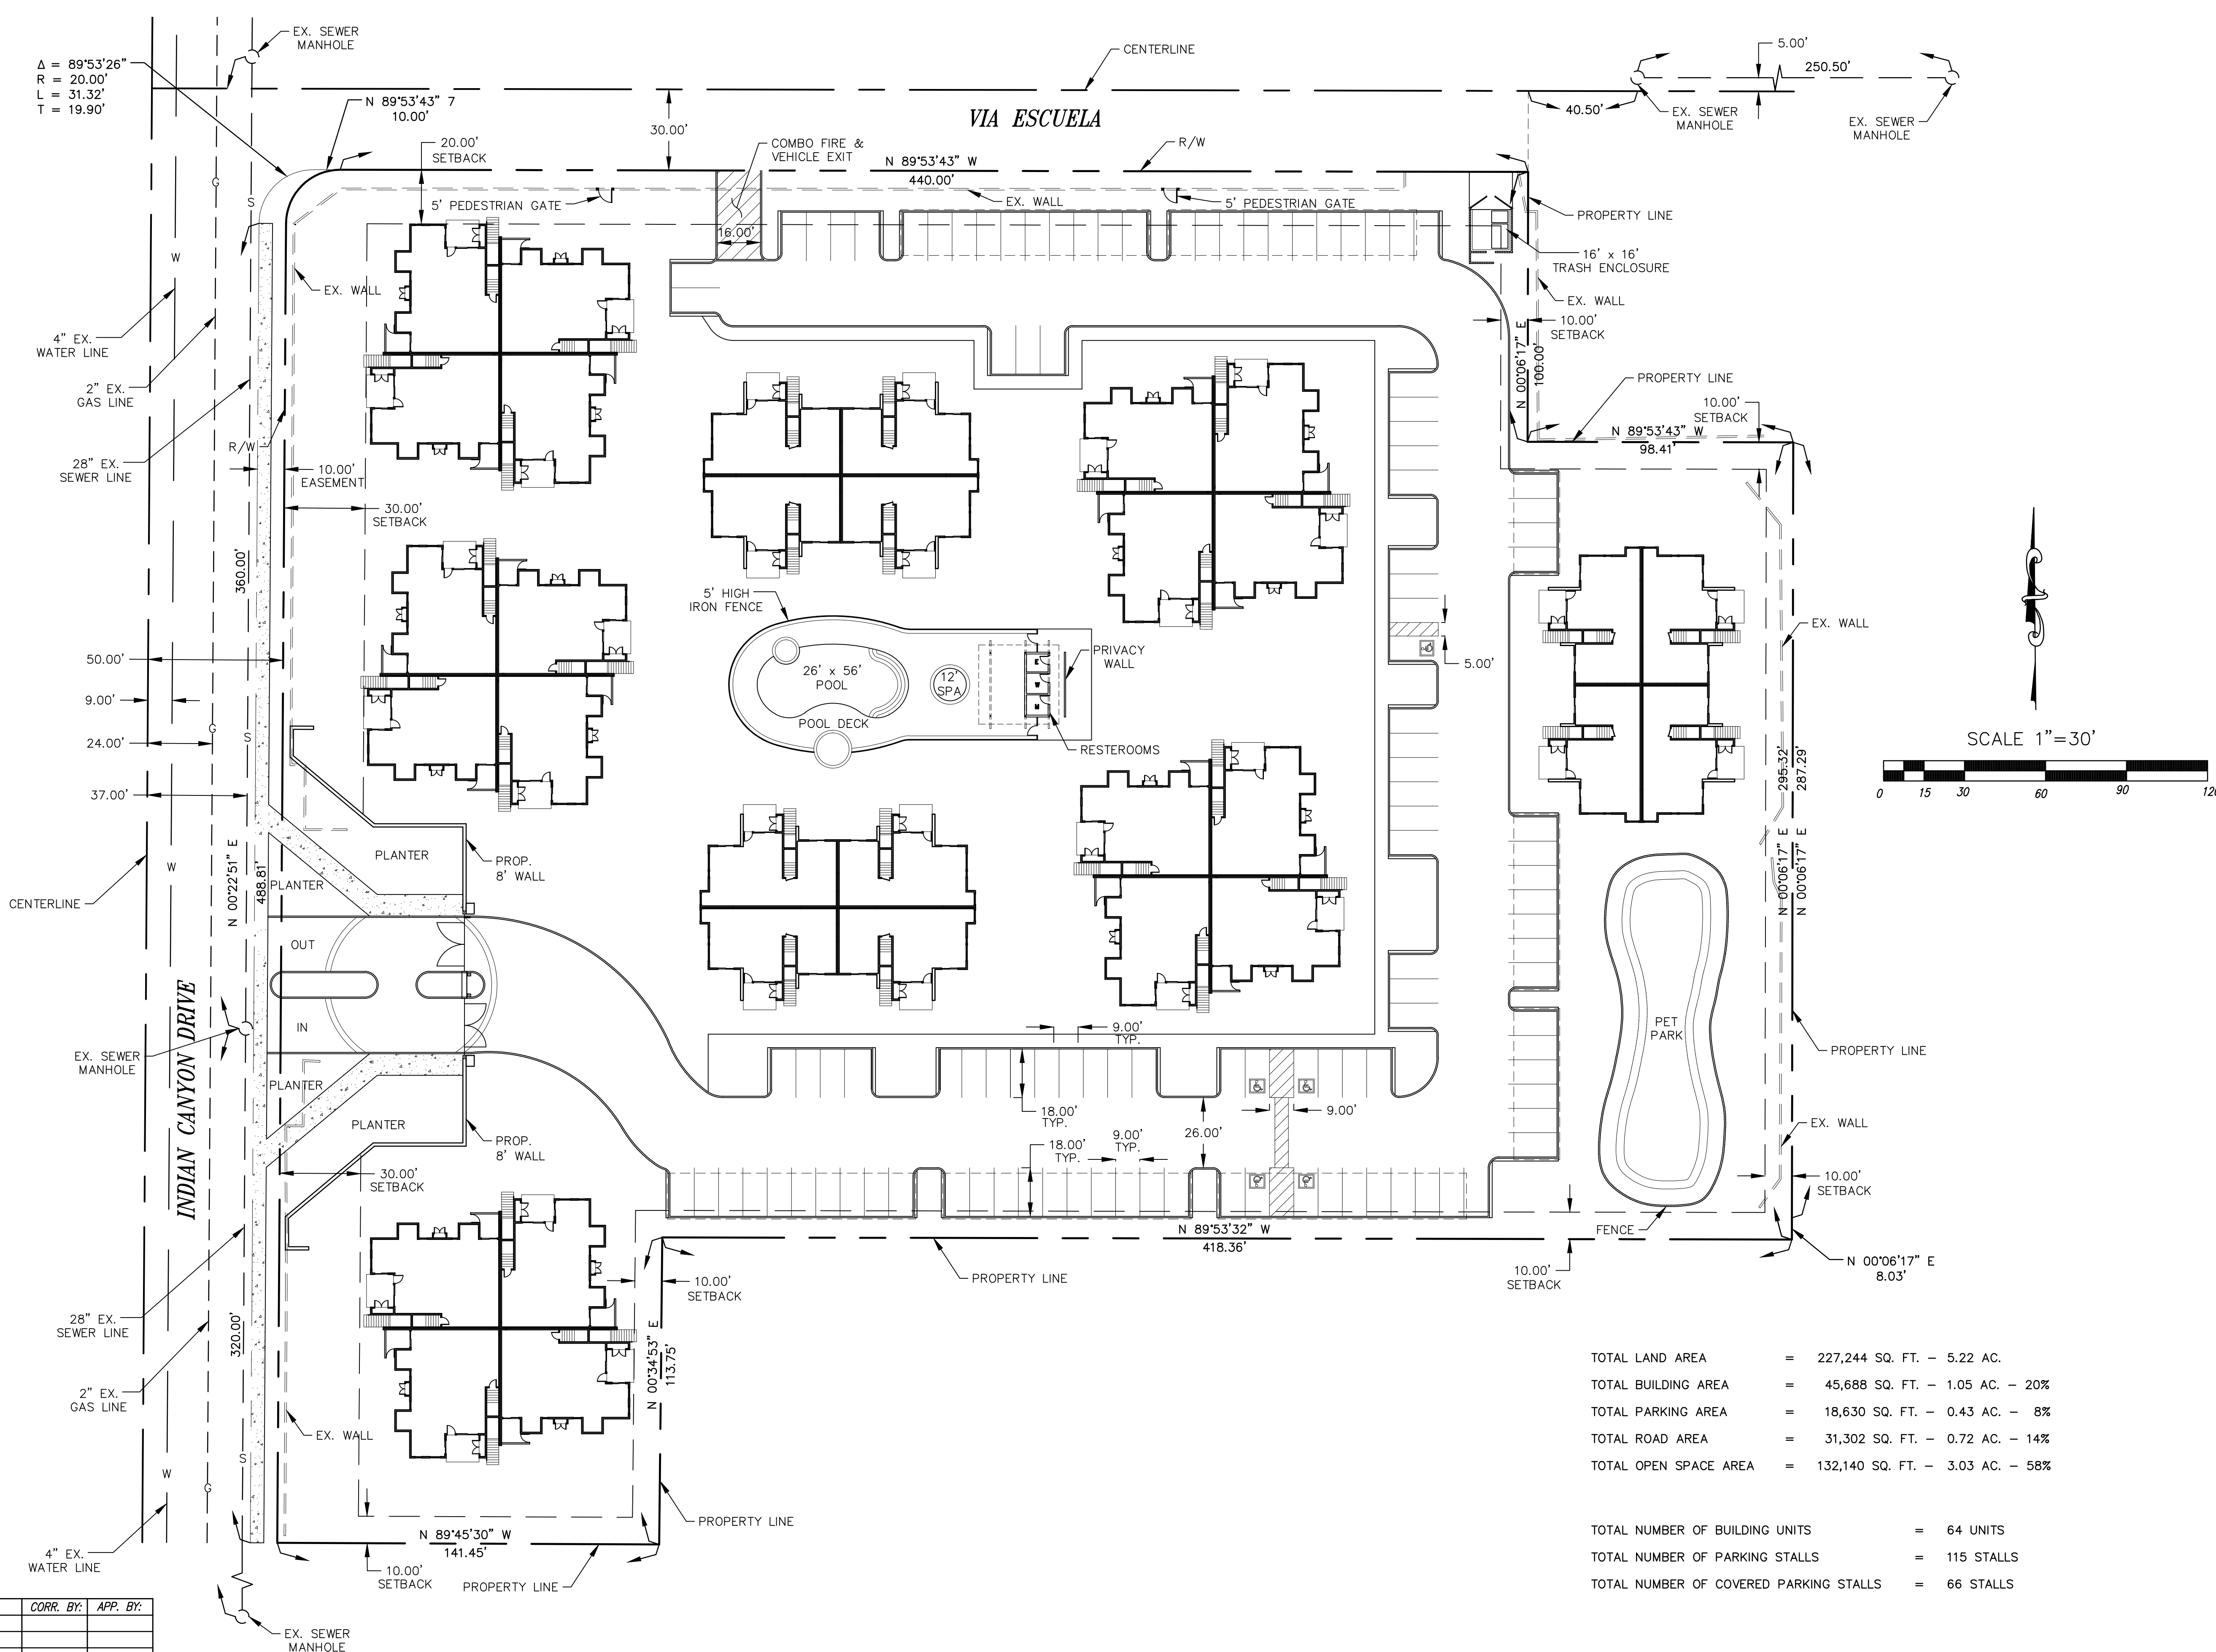 EX. SEWER
MANHOLE
Δ = 89°53'26"
R = 20.00'
L = 31.32'
T = 19.90'
N 89°53'43" 7
10.00'
CENTERLINE
5.00'
250.50'
40.50'
EX. SEWER
MANHOLE
EX. SEWER
MANHOLE
30.00'
VIA ESCUELA
20.00'
SETBACK
COMBO FIRE &
VEHICLE EXIT
R/W
N 89°53'43" W
440.00'
5' PEDESTRIAN GATE
EX. WALL
5' PEDESTRIAN GATE
PROPERTY LINE
16.00'
16' x 16'
TRASH ENCLOSURE
G
S
W
EX. WALL
EX. WALL
10.00'
SETBACK
N 00°06'17" E
100.00'
4" EX.
WATER LINE
2" EX.
GAS LINE
R/W
28" EX.
SEWER LINE
10.00'
EASEMENT
30.00'
SETBACK
PROPERTY LINE
10.00'
SETBACK
N 89°53'43" W
98.41'
360.00'
5' HIGH
IRON FENCE
26' x 56'
POOL
12'
SPA
POOL DECK
PRIVACY
WALL
RESTEROOMS
5.00'
EX. WALL
50.00'
9.00'
24.00'
37.00'
G
S
SCALE 1"=30'
0 15 30 60 90 120
295.32'
287.29'
N 00°06'17" E
N 00°06'17" E
PLANTER
PROP.
8' WALL
PLANTER
W
N 00°22'51" E
488.81'
CENTERLINE
OUT
IN
INDIAN CANYON DRIVE
EX. SEWER
MANHOLE
PLANTER
PLANTER
PROP.
8' WALL
30.00'
SETBACK
9.00'
TYP.
18.00'
TYP.
9.00'
26.00'
18.00'
TYP.
9.00'
TYP.
PET
PARK
PROPERTY LINE
EX. WALL
10.00'
SETBACK
N 89°53'32" W
418.36'
FENCE
10.00'
SETBACK
N 00°06'17" E
8.03'
10.00'
SETBACK
PROPERTY LINE
28" EX.
SEWER LINE
320.00'
2" EX.
GAS LINE
N 00°34'53" E
113.75'
EX. WALL
S
W
G
PROPERTY LINE
N 89°45'30" W
141.45'
4" EX.
WATER LINE
10.00'
SETBACK
PROPERTY LINE
EX. SEWER
MANHOLE
CORR. BY: APP. BY:
TOTAL LAND AREA = 227,244 SQ. FT. – 5.22 AC.
TOTAL BUILDING AREA = 45,688 SQ. FT. – 1.05 AC. – 20%
TOTAL PARKING AREA = 18,630 SQ. FT. – 0.43 AC. – 8%
TOTAL ROAD AREA = 31,302 SQ. FT. – 0.72 AC. – 14%
TOTAL OPEN SPACE AREA = 132,140 SQ. FT. – 3.03 AC. – 58%
TOTAL NUMBER OF BUILDING UNITS = 64 UNITS
TOTAL NUMBER OF PARKING STALLS = 115 STALLS
TOTAL NUMBER OF COVERED PARKING STALLS = 66 STALLS